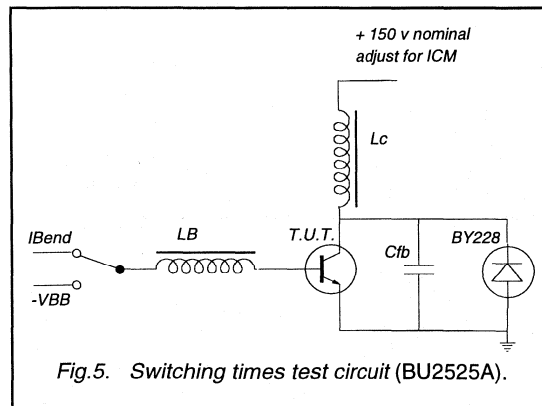 + 150 v nominal
adjust for ICM
Lc
IBend
LB
T.U.T.
BY228
Cfb
-VBB
Fig.5. Switching times test circuit (BU2525A).